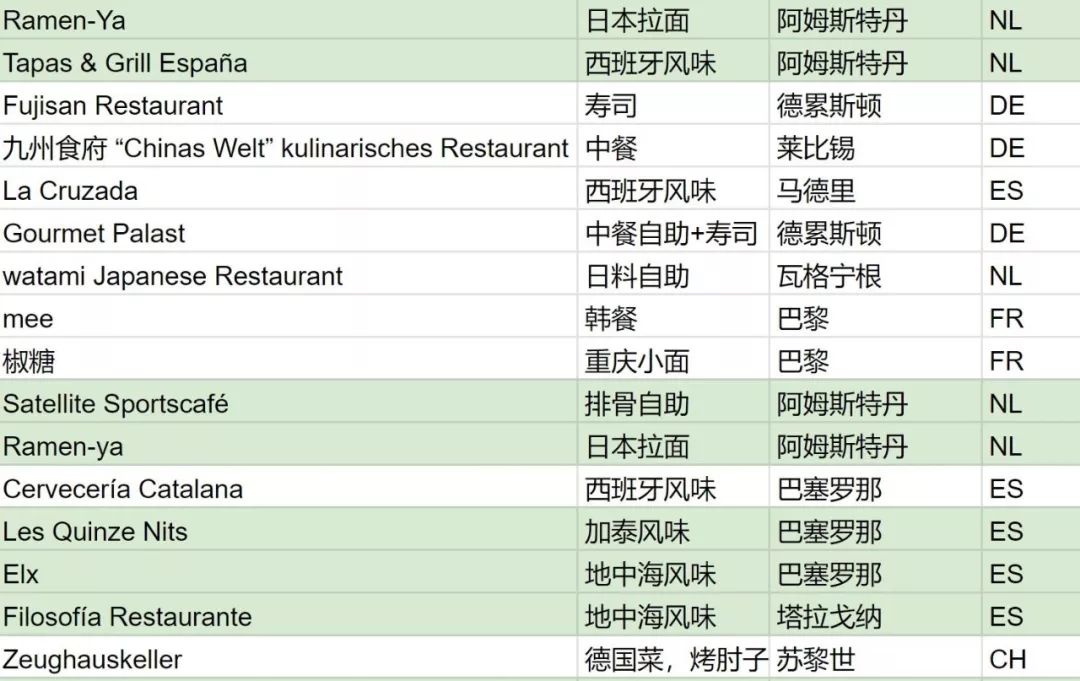 Ramen-Ya 日本拉面 阿姆斯特丹 NL
Tapas & Grill España 西班牙风味 阿姆斯特丹 NL
Fujisan Restaurant 寿司 德累斯顿 DE
九州食府 “Chinas Welt” kulinarisches Restaurant 中餐 莱比锡 DE
La Cruzada 西班牙风味 马德里 ES
Gourmet Palast 中餐自助+寿司 德累斯顿 DE
watami Japanese Restaurant 日料自助 瓦格宁根 NL
mee 韩餐 巴黎 FR
椒糖 重庆小面 巴黎 FR
Satellite Sportscafé 排骨自助 阿姆斯特丹 NL
Ramen-ya 日本拉面 阿姆斯特丹 NL
Cervecería Catalana 西班牙风味 巴塞罗那 ES
Les Quinze Nits 加泰风味 巴塞罗那 ES
Elx 地中海风味 巴塞罗那 ES
Filosofía Restaurante 地中海风味 塔拉戈纳 ES
Zeughauskeller 德国菜，烤肘子 苏黎世 CH